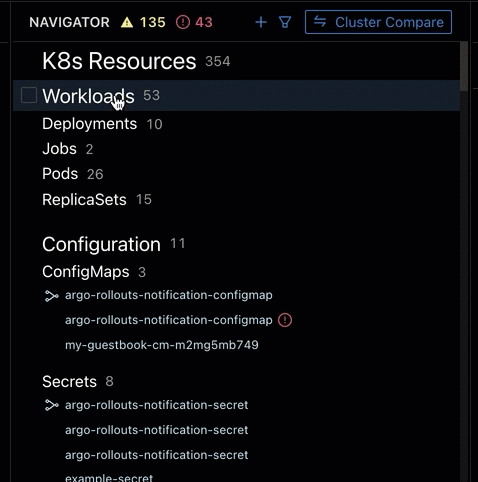 NAVIGATOR 135 43 + Cluster Compare
K8s Resources 354
Workloads 53
Deployments 10
Jobs 2
Pods 26
ReplicaSets 15
Configuration 11
ConfigMaps 3
argo-rollouts-notification-configmap
argo-rollouts-notification-configmap
my-guestbook-cm-m2mg5mb749
Secrets 8
argo-rollouts-notification-secret
argo-rollouts-notification-secret
argo-rollouts-notification-secret
example-secret